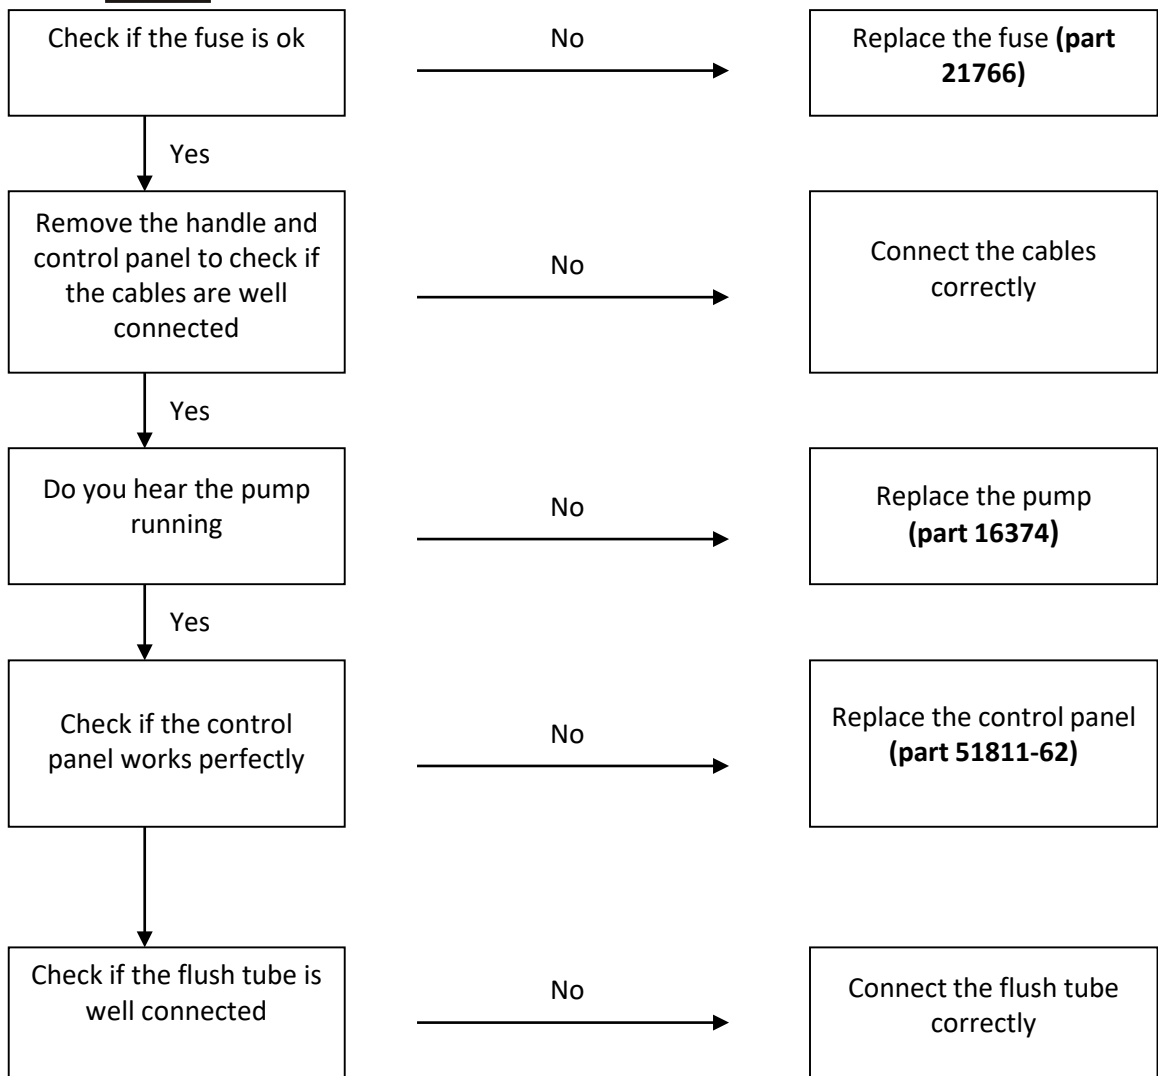 Check if the fuse is ok
No
Replace the fuse (part
21766)
Yes
Remove the handle and
control panel to check if
the cables are well
connected
No
Connect the cables
correctly
Yes
Do you hear the pump
running
No
Replace the pump
(part 16374)
Yes
Check if the control
panel works perfectly
No
Replace the control panel
(part 51811-62)
Check if the flush tube is
well connected
No
Connect the flush tube
correctly